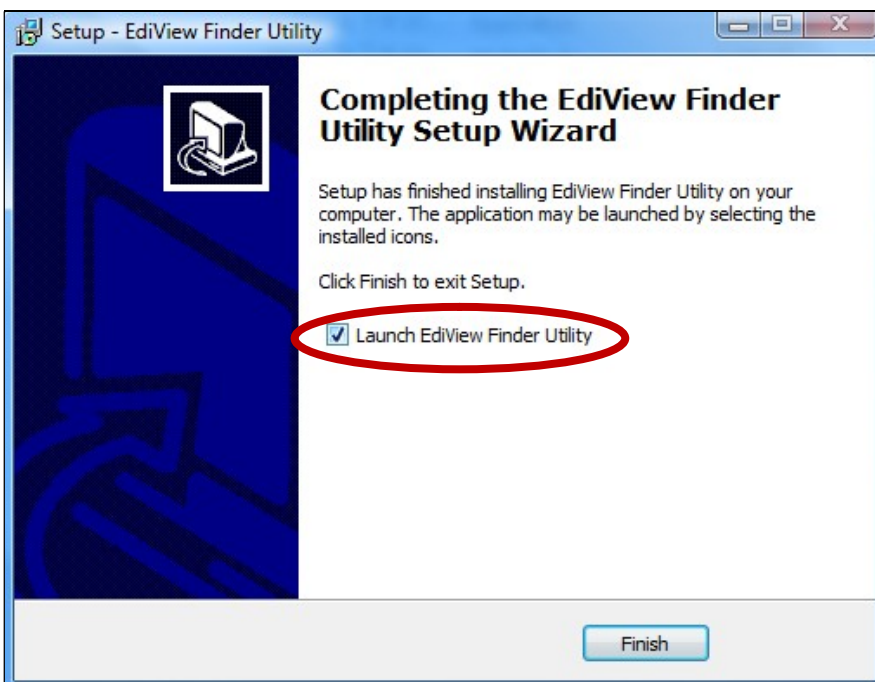 Setup - EdiView Finder Utility
Completing the EdiView Finder
Utility Setup Wizard
Setup has finished installing EdiView Finder Utility on your
computer. The application may be launched by selecting the
installed icons.
Click Finish to exit Setup.
Launch EdiView Finder Utility
Finish